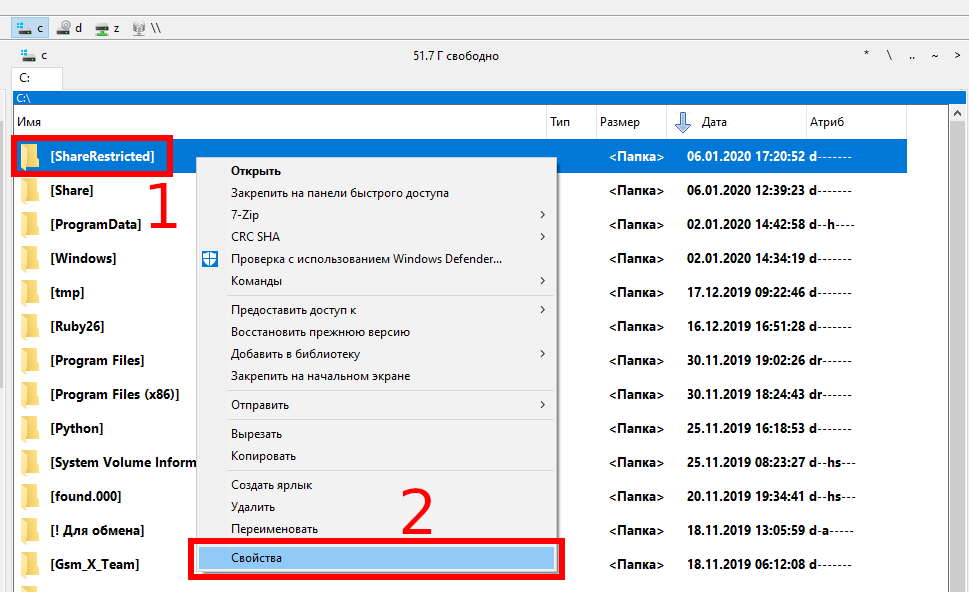 c d z \\
c 51.7 Г свободно * \ .. ~ >
C:
C:\
Имя Тип Размер Дата Атриб
[ShareRestricted] <Папка> 06.01.2020 17:20:52 d-------
[Share] <Папка> 06.01.2020 12:39:23 d-------
[ProgramData] <Папка> 02.01.2020 14:42:58 d--h----
[Windows] <Папка> 02.01.2020 14:34:19 d-------
[tmp] <Папка> 17.12.2019 09:22:46 d-------
[Ruby26] <Папка> 16.12.2019 16:51:28 d-------
[Program Files] <Папка> 30.11.2019 19:02:26 dr------
[Program Files (x86)] <Папка> 30.11.2019 18:24:43 dr------
[Python] <Папка> 25.11.2019 16:18:53 d-------
[System Volume Inform <Папка> 25.11.2019 08:23:27 d--hs---
[found.000] <Папка> 20.11.2019 19:34:41 d--hs---
[! Для обмена] <Папка> 18.11.2019 13:05:59 d-a-----
[Gsm_X_Team] <Папка> 18.11.2019 06:12:08 d-------
1
Открыть
Закрепить на панели быстрого доступа
7-Zip
CRC SHA
Проверка с использованием Windows Defender...
Команды
Предоставить доступ к
Восстановить прежнюю версию
Добавить в библиотеку
Закрепить на начальном экране
Отправить
Вырезать
Копировать
Создать ярлык
Удалить
Переименовать
2
Свойства